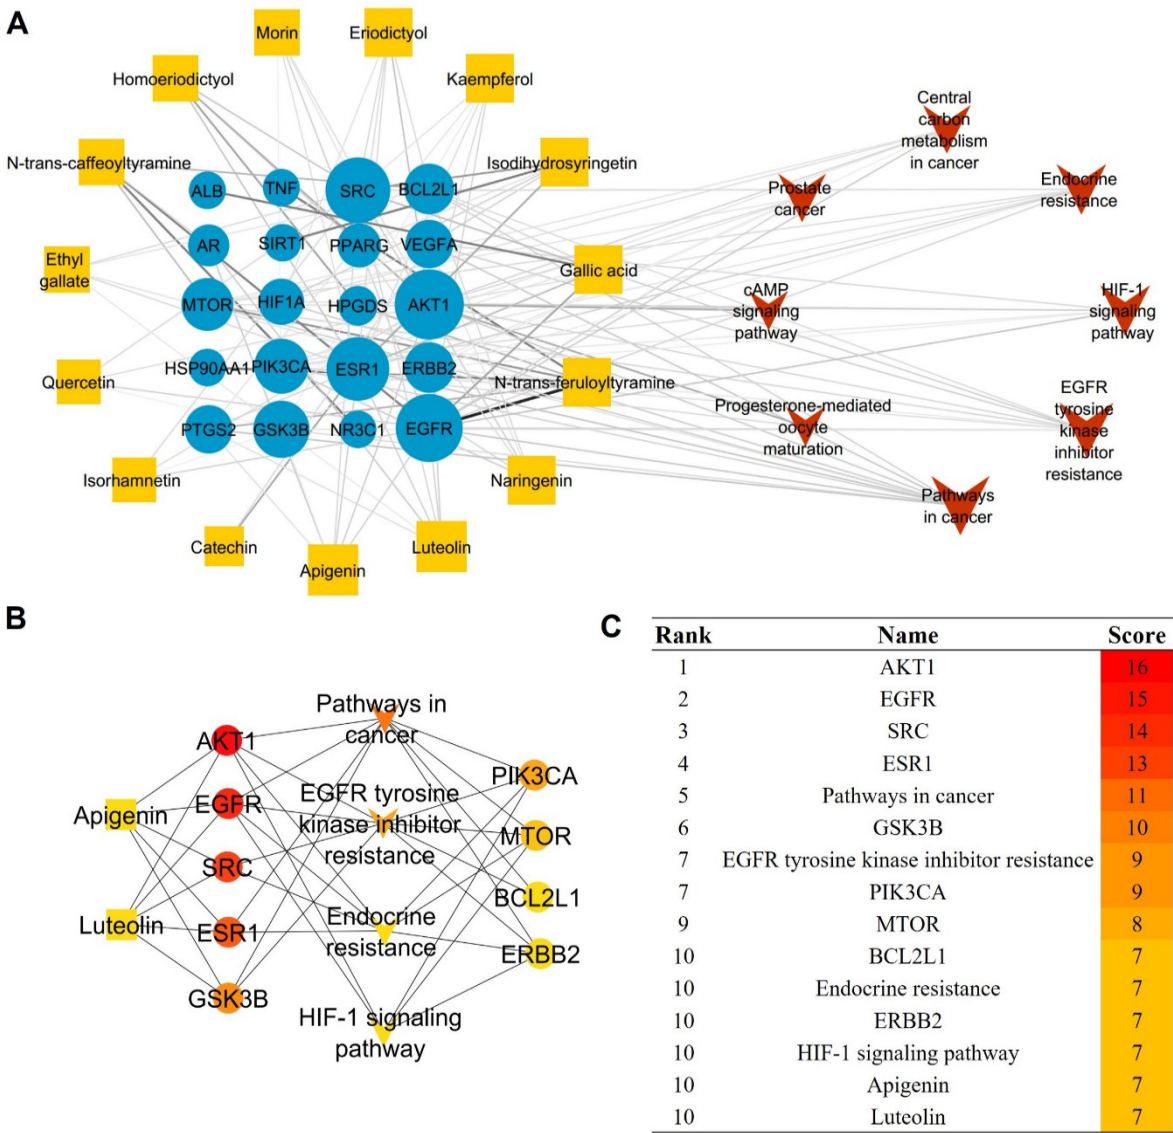 A
Morin
Eriodictyol
Homoeriodictyol
Kaempferol
N-trans-caffeoyltyramine
Isodihydrosyringetin
Ethyl
gallate
Gallic acid
Quercetin
N-trans-feruloyltyramine
Isorhamnetin
Naringenin
Catechin
Apigenin
Luteolin
ALB
TNF
SRC
BCL2L1
AR
SIRT1
PPARG
VEGFA
MTOR
HIF1A
HPGDS
AKT1
HSP90AA1
PIK3CA
ESR1
ERBB2
PTGS2
GSK3B
NR3C1
EGFR
Central
carbon
metabolism
in cancer
Prostate
cancer
Endocrine
resistance
cAMP
signaling
pathway
HIF-1
signaling
pathway
Progesterone-mediated
oocyte
maturation
EGFR
tyrosine
kinase
inhibitor
resistance
Pathways
in cancer
B
Apigenin
Luteolin
AKT1
EGFR
SRC
ESR1
GSK3B
Pathways in
cancer
EGFR tyrosine
kinase inhibitor
resistance
Endocrine
resistance
HIF-1 signaling
pathway
PIK3CA
MTOR
BCL2L1
ERBB2
C
Rank Name Score
1 AKT1 16
2 EGFR 15
3 SRC 14
4 ESR1 13
5 Pathways in cancer 11
6 GSK3B 10
7 EGFR tyrosine kinase inhibitor resistance 9
7 PIK3CA 9
9 MTOR 8
10 BCL2L1 7
10 Endocrine resistance 7
10 ERBB2 7
10 HIF-1 signaling pathway 7
10 Apigenin 7
10 Luteolin 7